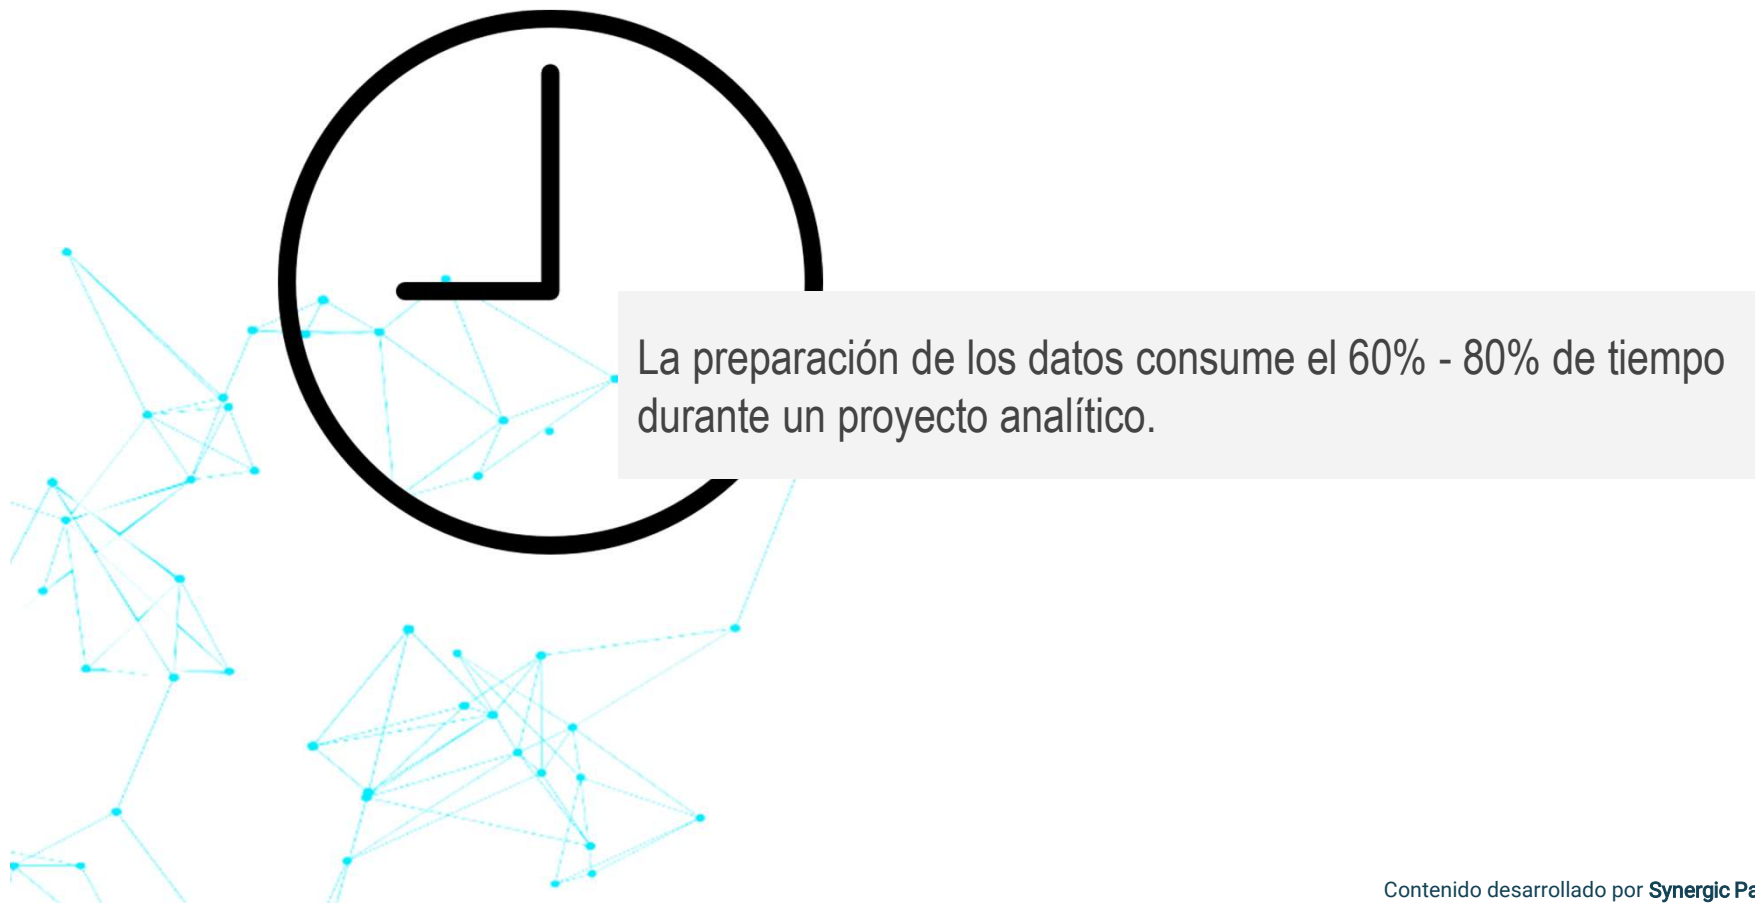 La preparación de los datos consume el 60% - 80% de tiempo
durante un proyecto analítico.
Contenido desarrollado por Synergic